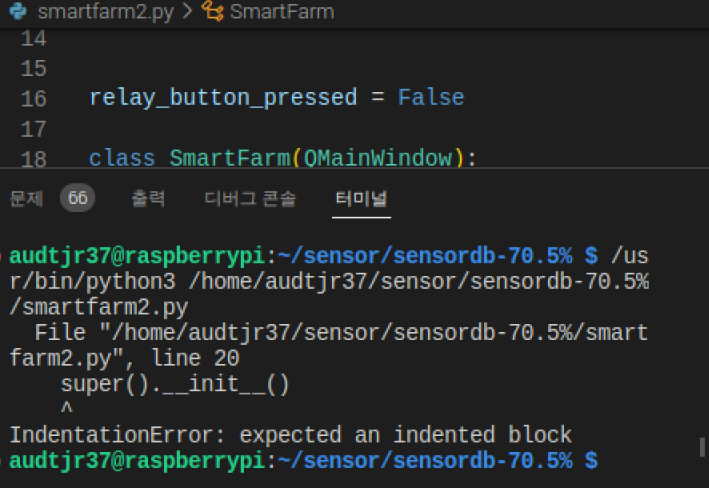 smartfarm2.py > SmartFarm
14
15
16 relay_button_pressed = False
17
18 class SmartFarm(QMainWindow):
문제 66 출력 디버그 콘솔 터미널
audtjr37@raspberrypi:~/sensor/sensordb-70.5% $ /us
r/bin/python3 /home/audtjr37/sensor/sensordb-70.5%
/smartfarm2.py
File "/home/audtjr37/sensor/sensordb-70.5%/smart
farm2.py", line 20
super().__init__()
^
IndentationError: expected an indented block
audtjr37@raspberrypi:~/sensor/sensordb-70.5% $